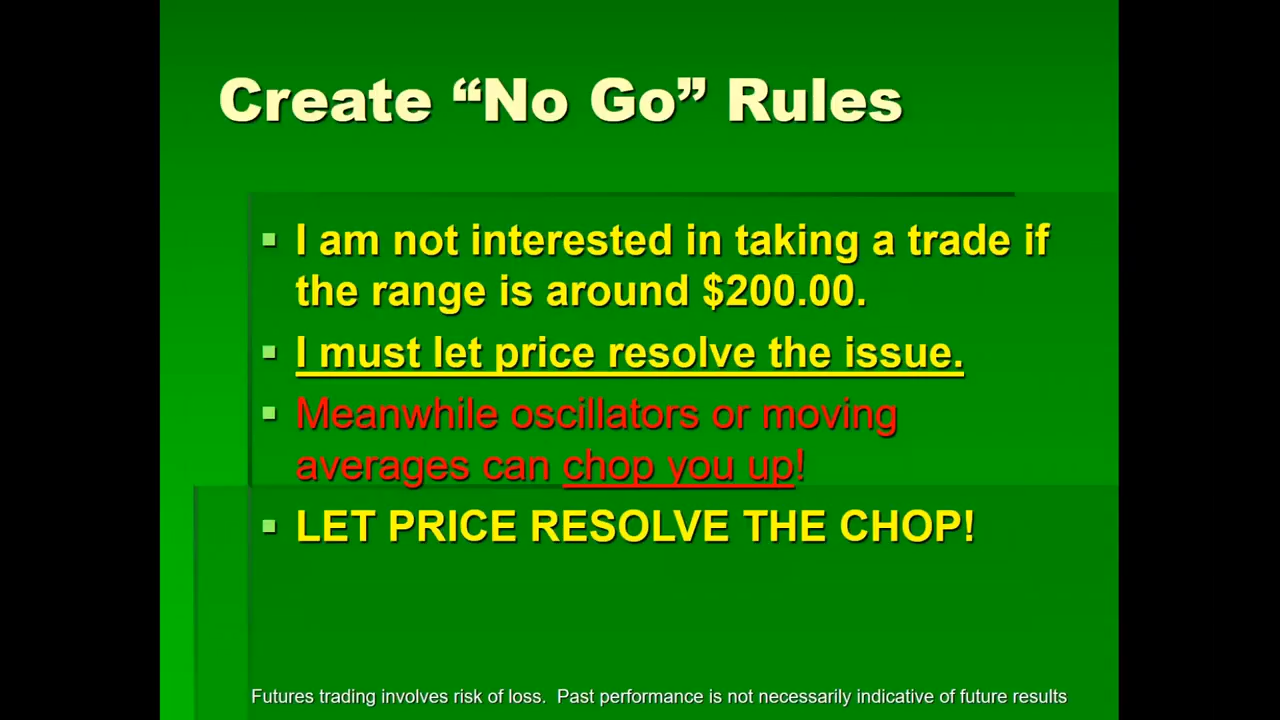 Create “No Go” Rules
I am not interested in taking a trade if
the range is around $200.00.
I must let price resolve the issue.
Meanwhile oscillators or moving
averages can chop you up!
LET PRICE RESOLVE THE CHOP!
Futures trading involves risk of loss.  Past performance is not necessarily indicative of future results